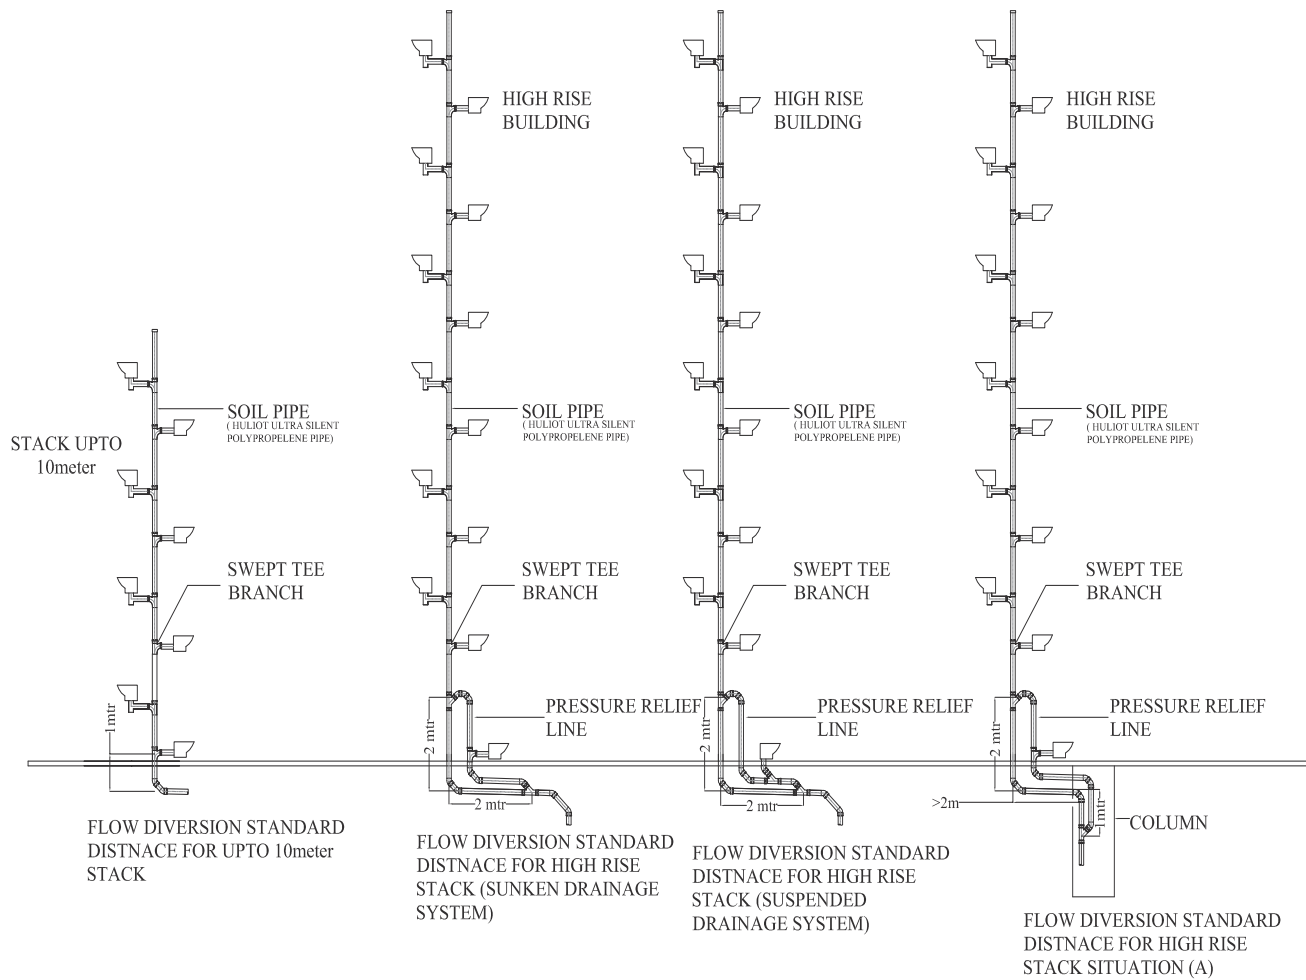 STACK UPTO
10meter
SOIL PIPE
( HULIOT ULTRA SILENT
POLYPROPELENE PIPE)
SWEPT TEE
BRANCH
1mtr
FLOW DIVERSION STANDARD
DISTNACE FOR UPTO 10meter
STACK
HIGH RISE
BUILDING
SOIL PIPE
( HULIOT ULTRA SILENT
POLYPROPELENE PIPE)
SWEPT TEE
BRANCH
PRESSURE RELIEF
LINE
2 mtr
2 mtr
FLOW DIVERSION STANDARD
DISTNACE FOR HIGH RISE
STACK (SUNKEN DRAINAGE
SYSTEM)
HIGH RISE
BUILDING
SOIL PIPE
( HULIOT ULTRA SILENT
POLYPROPELENE PIPE)
SWEPT TEE
BRANCH
PRESSURE RELIEF
LINE
2 mtr
2 mtr
FLOW DIVERSION STANDARD
DISTNACE FOR HIGH RISE
STACK (SUSPENDED
DRAINAGE SYSTEM)
HIGH RISE
BUILDING
SOIL PIPE
( HULIOT ULTRA SILENT
POLYPROPELENE PIPE)
SWEPT TEE
BRANCH
PRESSURE RELIEF
LINE
2 mtr
>2m
1mtr
COLUMN
FLOW DIVERSION STANDARD
DISTNACE FOR HIGH RISE
STACK SITUATION (A)